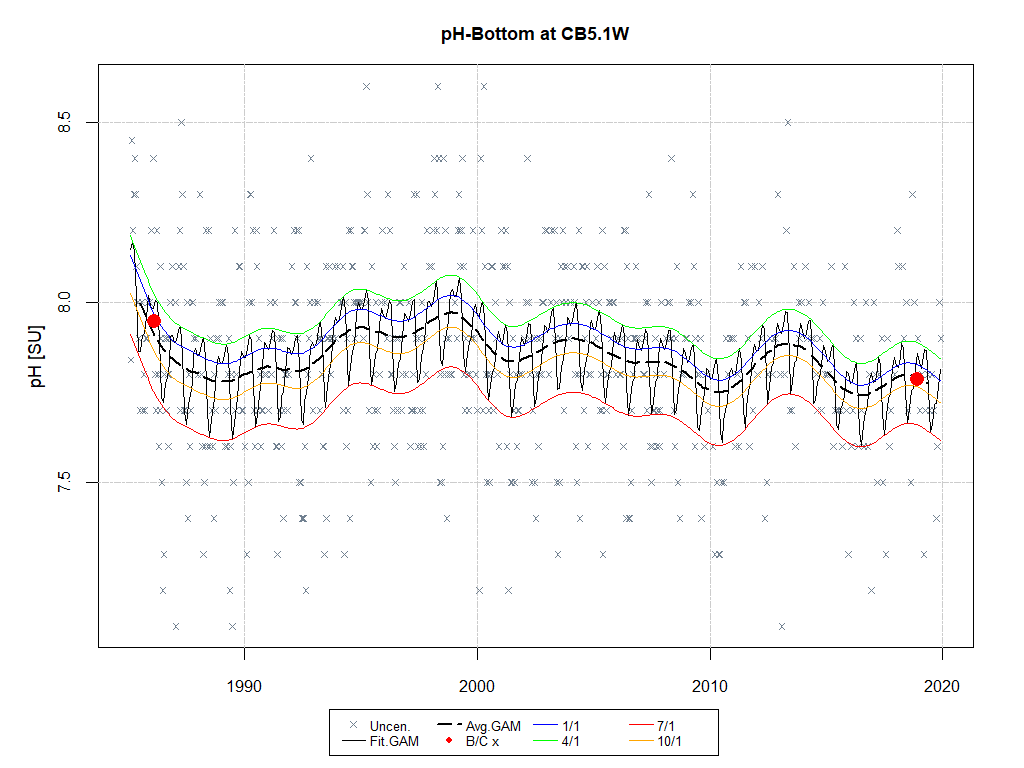 pH-Bottom at CB5.1W
pH [SU]
8.5
8.0
7.5
1990 2000 2010 2020
Uncen. Avg.GAM 1/1 7/1
Fit.GAM B/C x 4/1 10/1